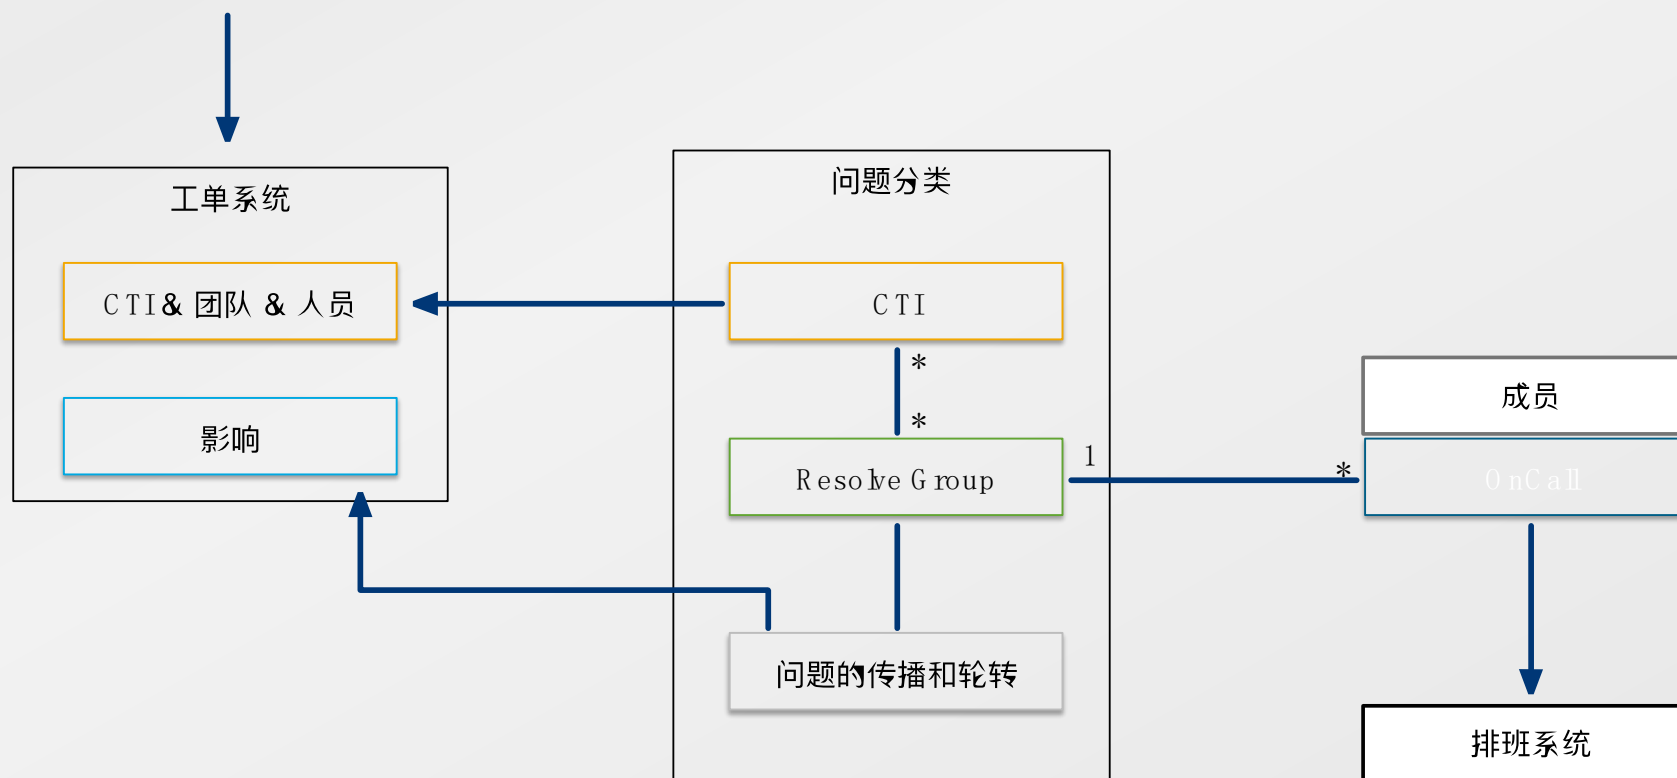 工单系统
CTI& 团队 & 人员
影响
问题分类
CTI
*
*
Resolve Group
1
*
问题的传播和轮转
成员
OnCall
排班系统